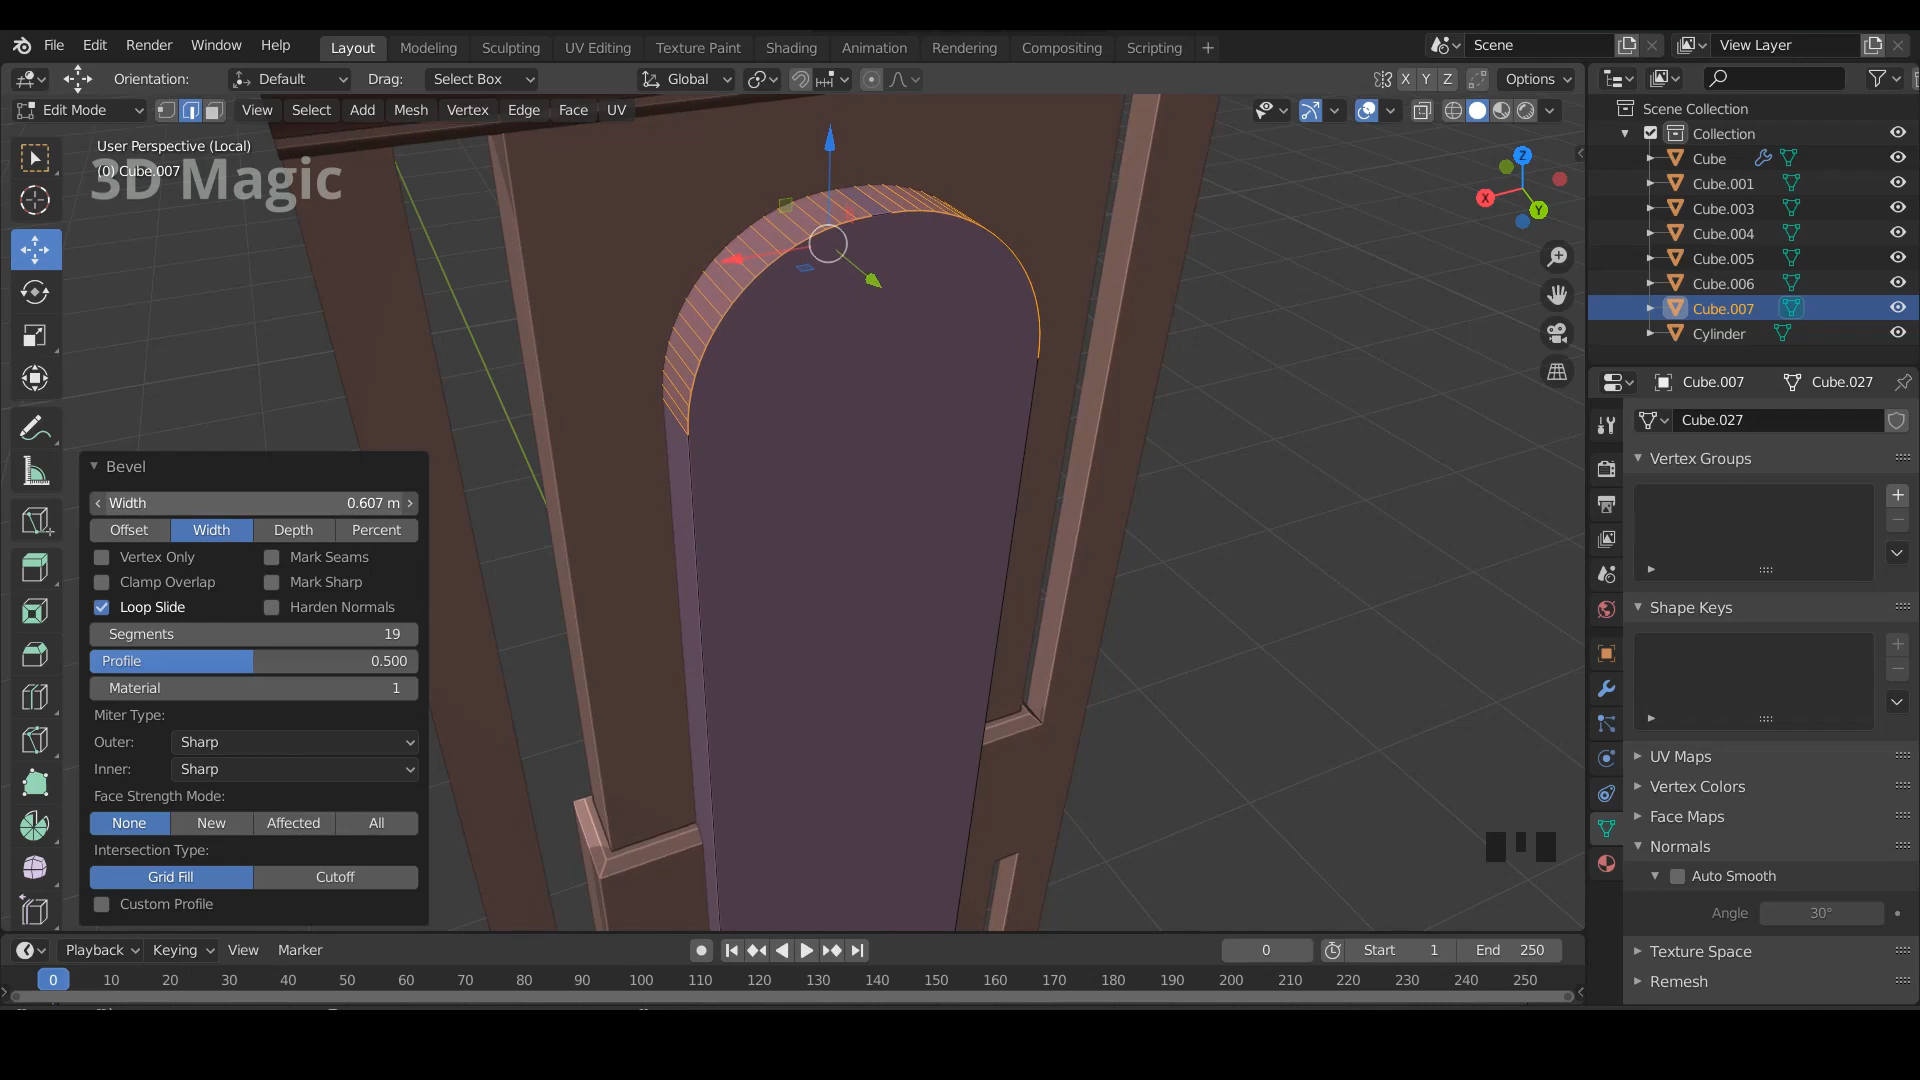 File Edit Render Window Help Layout Modeling Sculpting UV Editing Texture Paint Shading Animation Rendering Compositing Scripting + Scene View Layer
Orientation: Default Drag: Select Box Global X Y Z Options
Edit Mode View Select Add Mesh Vertex Edge Face UV
User Perspective (Local)
(0) Cube.007
3D Magic
Z
X
Y
Scene Collection
Collection
Cube
Cube.001
Cube.003
Cube.004
Cube.005
Cube.006
Cube.007
Cylinder
Cube.007 Cube.027
Cube.027
Vertex Groups
Shape Keys
UV Maps
Vertex Colors
Face Maps
Normals
Auto Smooth
Angle 30°
Texture Space
Remesh
Bevel
Width 0.607 m
Offset Width Depth Percent
Vertex Only Mark Seams
Clamp Overlap Mark Sharp
Loop Slide Harden Normals
Segments 19
Profile 0.500
Material 1
Miter Type:
Outer: Sharp
Inner: Sharp
Face Strength Mode:
None New Affected All
Intersection Type:
Grid Fill Cutoff
Custom Profile
Playback Keying View Marker 0 Start 1 End 250
0 10 20 30 40 50 60 70 80 90 100 110 120 130 140 150 160 170 180 190 200 210 220 230 240 250